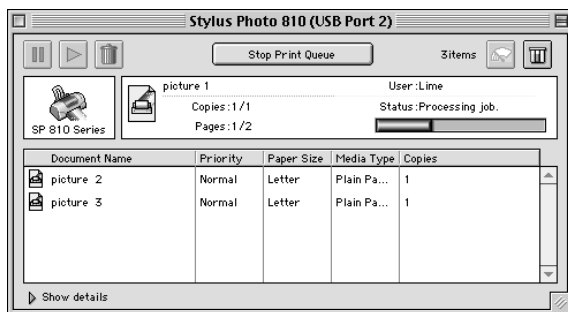 Stylus Photo 810 (USB Port 2)
Stop Print Queue
3items
picture 1
User:Lime
Copies:1/1
Status:Processing job.
SP 810 Series
Pages:1/2
Document Name Priority Paper Size Media Type Copies
picture 2 Normal Letter Plain Pa... 1
picture 3 Normal Letter Plain Pa... 1
Show details